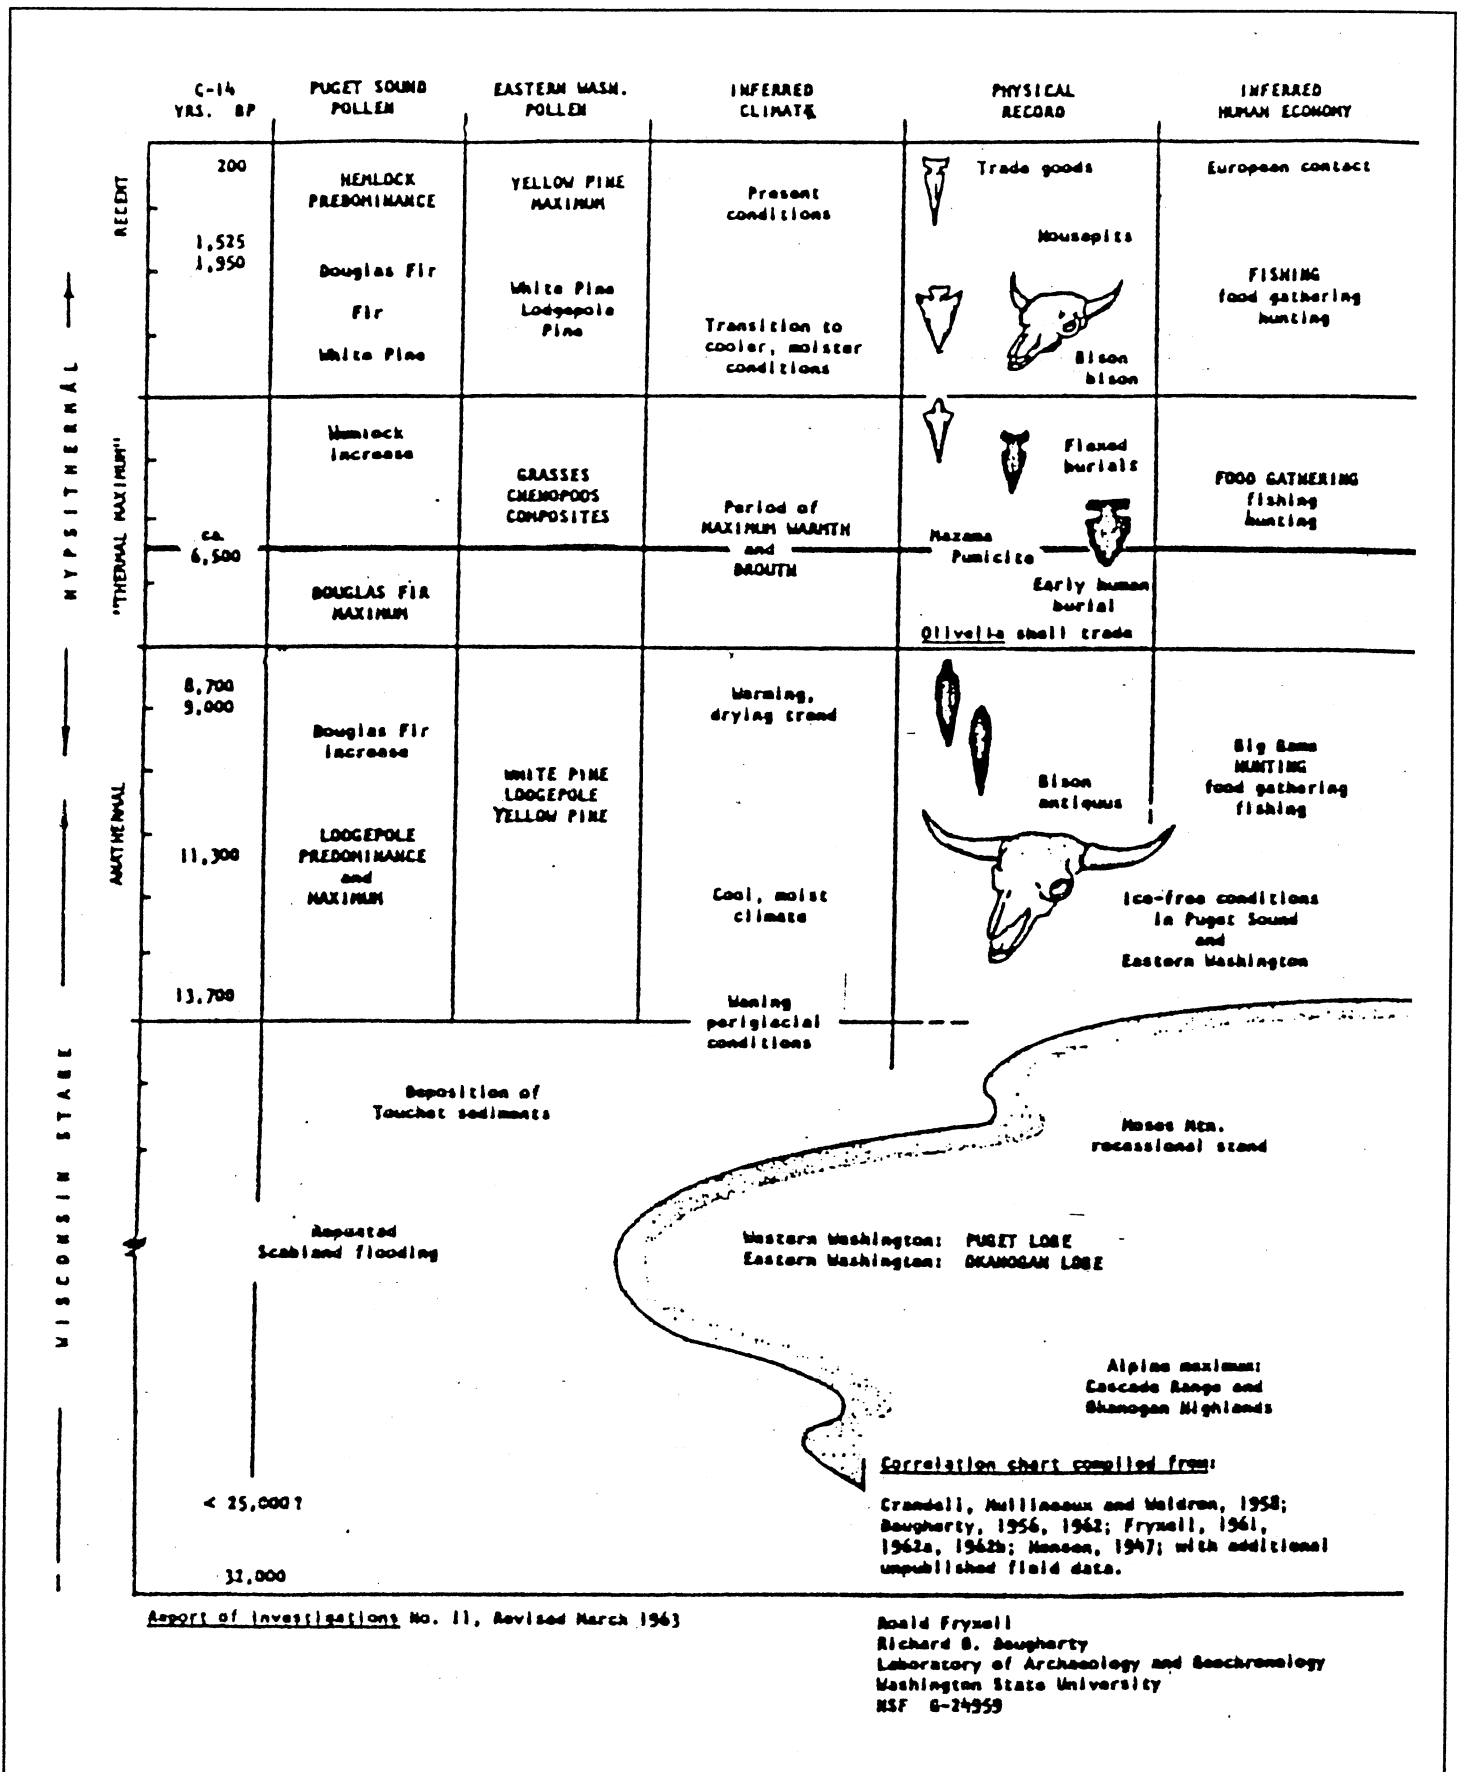 C-14
YRS. BP
PUGET SOUND
POLLEN
EASTERN WASH.
POLLEN
INFERRED
CLIMATE
PHYSICAL
RECORD
INFERRED
HUMAN ECONOMY
RECENT
HYPSITHERMAL
"THERMAL MAXIMUM"
ANATHERMAL
WISCONSIN STAGE
200
1,525
1,950
ca.
6,500
8,700
9,000
11,300
13,700
< 25,000?
32,000
HEMLOCK
PREDOMINANCE
Douglas Fir
Fir
White Pine
Hemlock
increase
DOUGLAS FIR
MAXIMUM
Douglas Fir
increase
LODGEPOLE
PREDOMINANCE
and
MAXIMUM
YELLOW PINE
MAXIMUM
White Pine
Lodgepole
Pine
GRASSES
CHENOPODS
COMPOSITES
WHITE PINE
LODGEPOLE
YELLOW PINE
Present
conditions
Transition to
cooler, moister
conditions
Period of
MAXIMUM WARMTH
and
DROUTH
Warming,
drying trend
Cool, moist
climate
Waning
periglacial
conditions
Trade goods
Housepits
Bison
bison
Flexed
burials
Mazama
Pumicite
Early human
burial
Olivella shell trade
Bison
antiquus
European contact
FISHING
food gathering
hunting
FOOD GATHERING
fishing
hunting
Big Game
HUNTING
food gathering
fishing
Ice-free conditions
in Puget Sound
and
Eastern Washington
Deposition of
Touchet sediments
Moses Mtn.
recessional stand
Repeated
Scabland flooding
Western Washington: PUGET LOBE
Eastern Washington: OKANOGAN LOBE
Alpine maximum:
Cascade Range and
Okanogan Highlands
Correlation chart compiled from:
Crandell, Mullineaux and Waldron, 1958;
Daugherty, 1956, 1962; Fryxell, 1961,
1962a, 1962b; Hansen, 1947; with additional
unpublished field data.
Report of Investigations No. 11, Revised March 1963
Roald Fryxell
Richard D. Daugherty
Laboratory of Archaeology and Geochronology
Washington State University
NSF G-24959